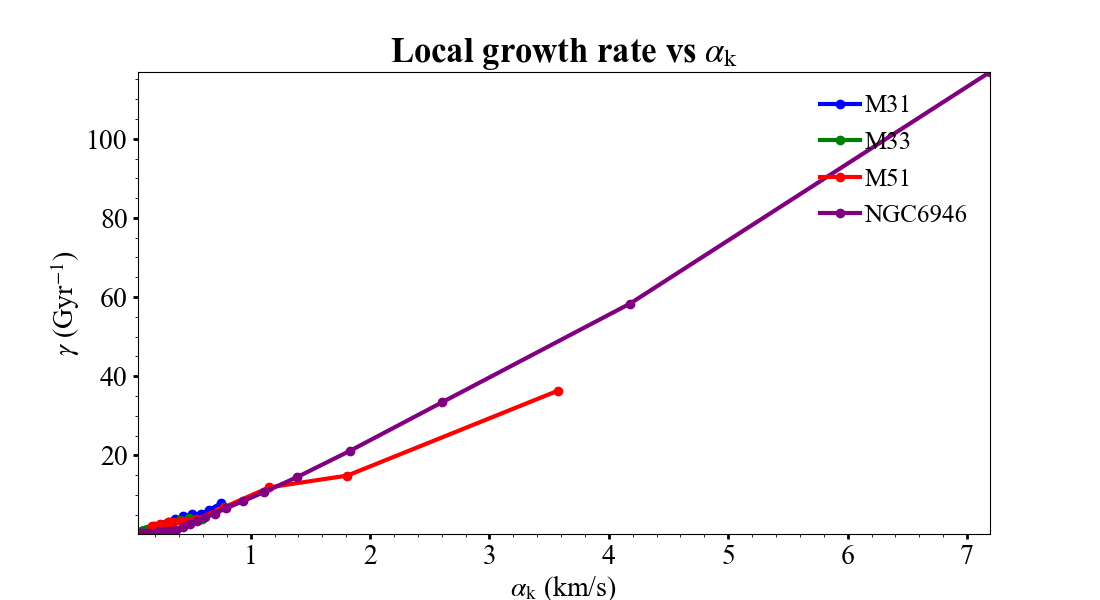 Local growth rate vs αk
γ (Gyr−1)
100
80
60
40
20
M31
M33
M51
NGC6946
1 2 3 4 5 6 7
αk (km/s)